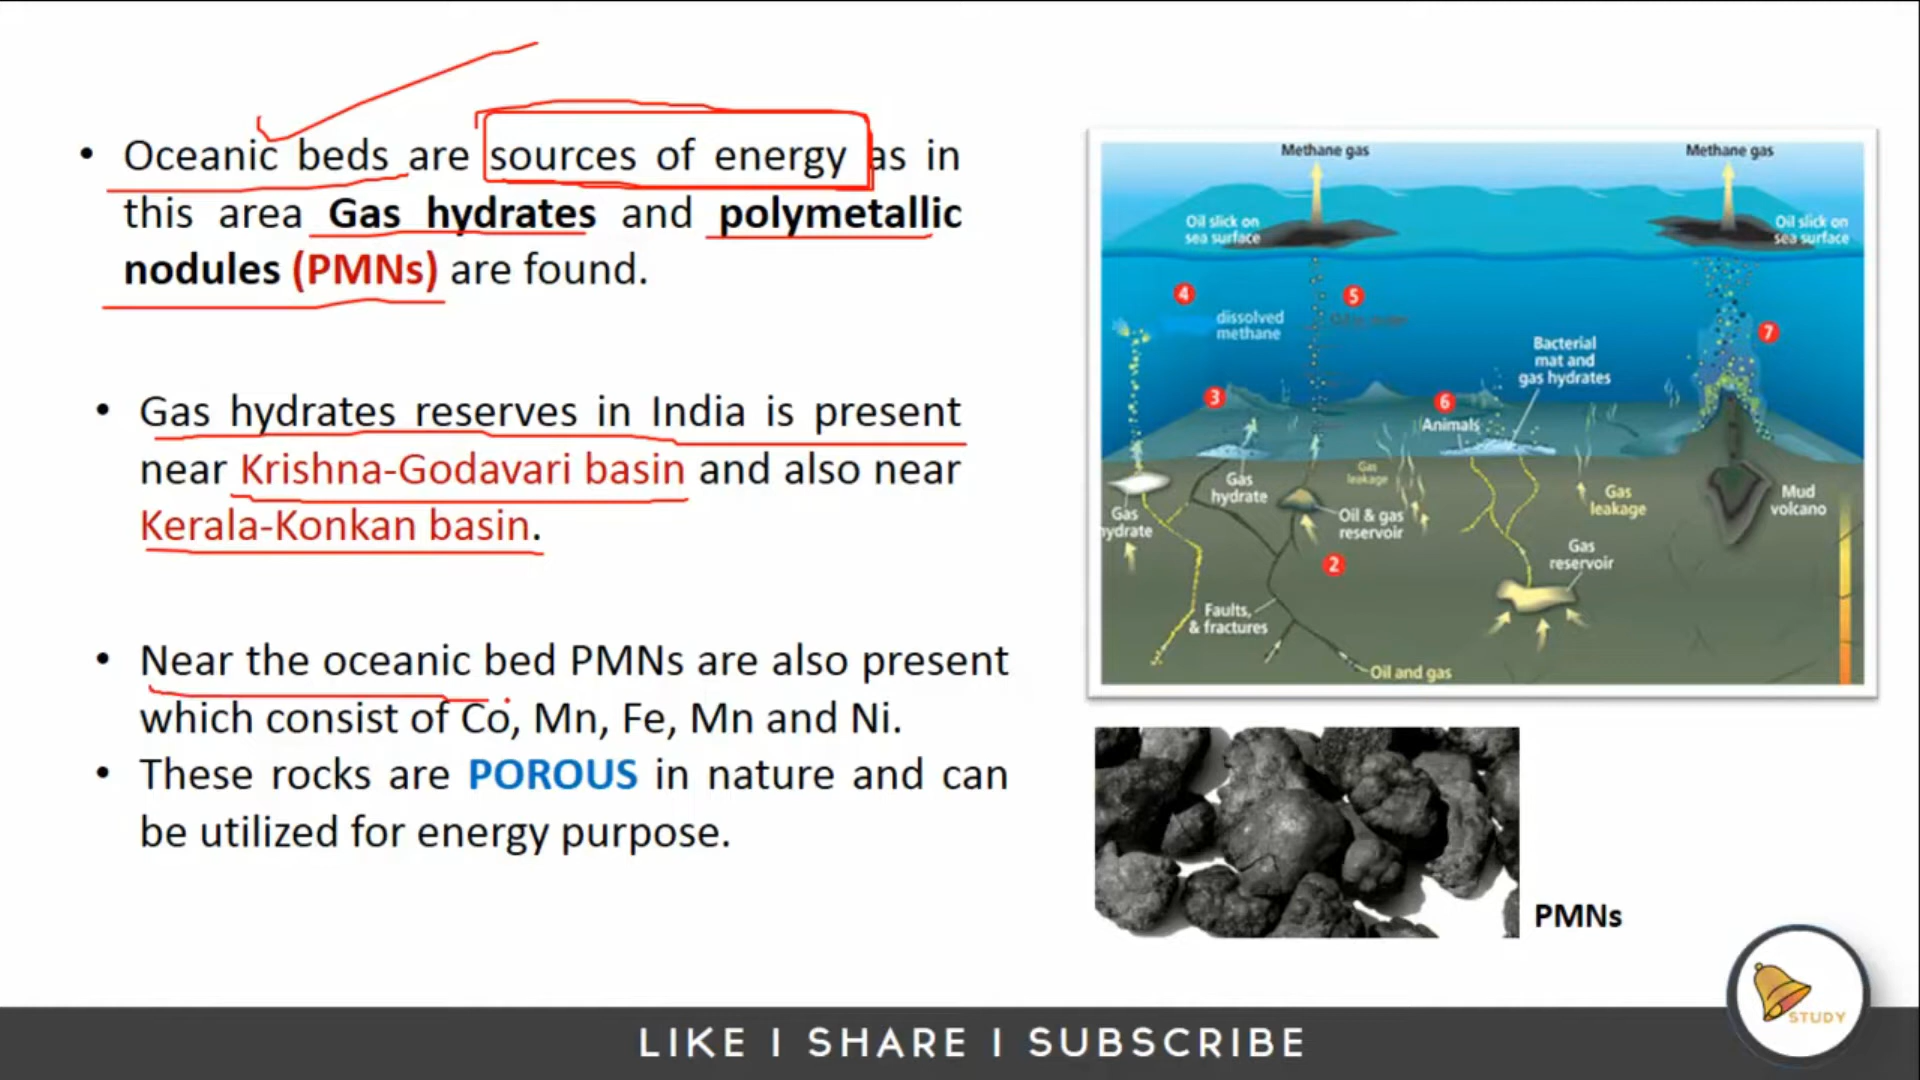 • Oceanic beds are sources of energy as in
this area Gas hydrates and polymetallic
nodules (PMNs) are found.
• Gas hydrates reserves in India is present
near Krishna-Godavari basin and also near
Kerala-Konkan basin.
• Near the oceanic bed PMNs are also present
which consist of Co, Mn, Fe, Mn and Ni.
• These rocks are POROUS in nature and can
be utilized for energy purpose.
Methane gas
Methane gas
Oil slick on
sea surface
Oil slick on
sea surface
4
5
dissolved
methane
7
Bacterial
mat and
gas hydrates
3
6
Animals
Gas
hydrate
Gas
leakage
Gas
leakage
Mud
volcano
Gas
ydrate
Oil & gas
reservoir
Gas
reservoir
2
Faults,
& fractures
Oil and gas
PMNs
STUDY
LIKE I SHARE I SUBSCRIBE